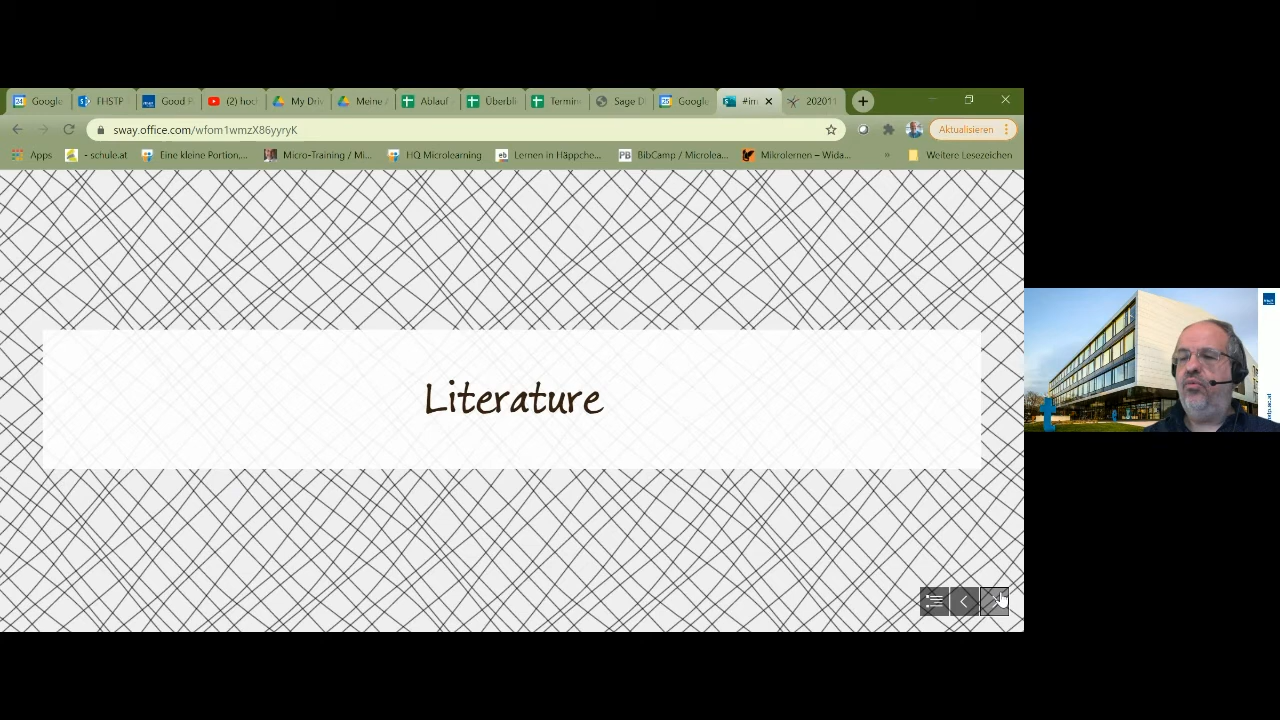 Google
FHSTP
Good P
(2) hoc
My Driv
Meine
Ablauf
Überbli
Termin
Sage D
Google
#im
202011
sway.office.com/wfom1wmzX86yyryK
Aktualisieren
Apps
- schule.at
Eine kleine Portion,...
Micro-Training / Mi...
HQ Microlearning
Lernen in Häppche...
BibCamp / Microlea...
Mikrolernen – Wida...
»
Weitere Lesezeichen
Literature